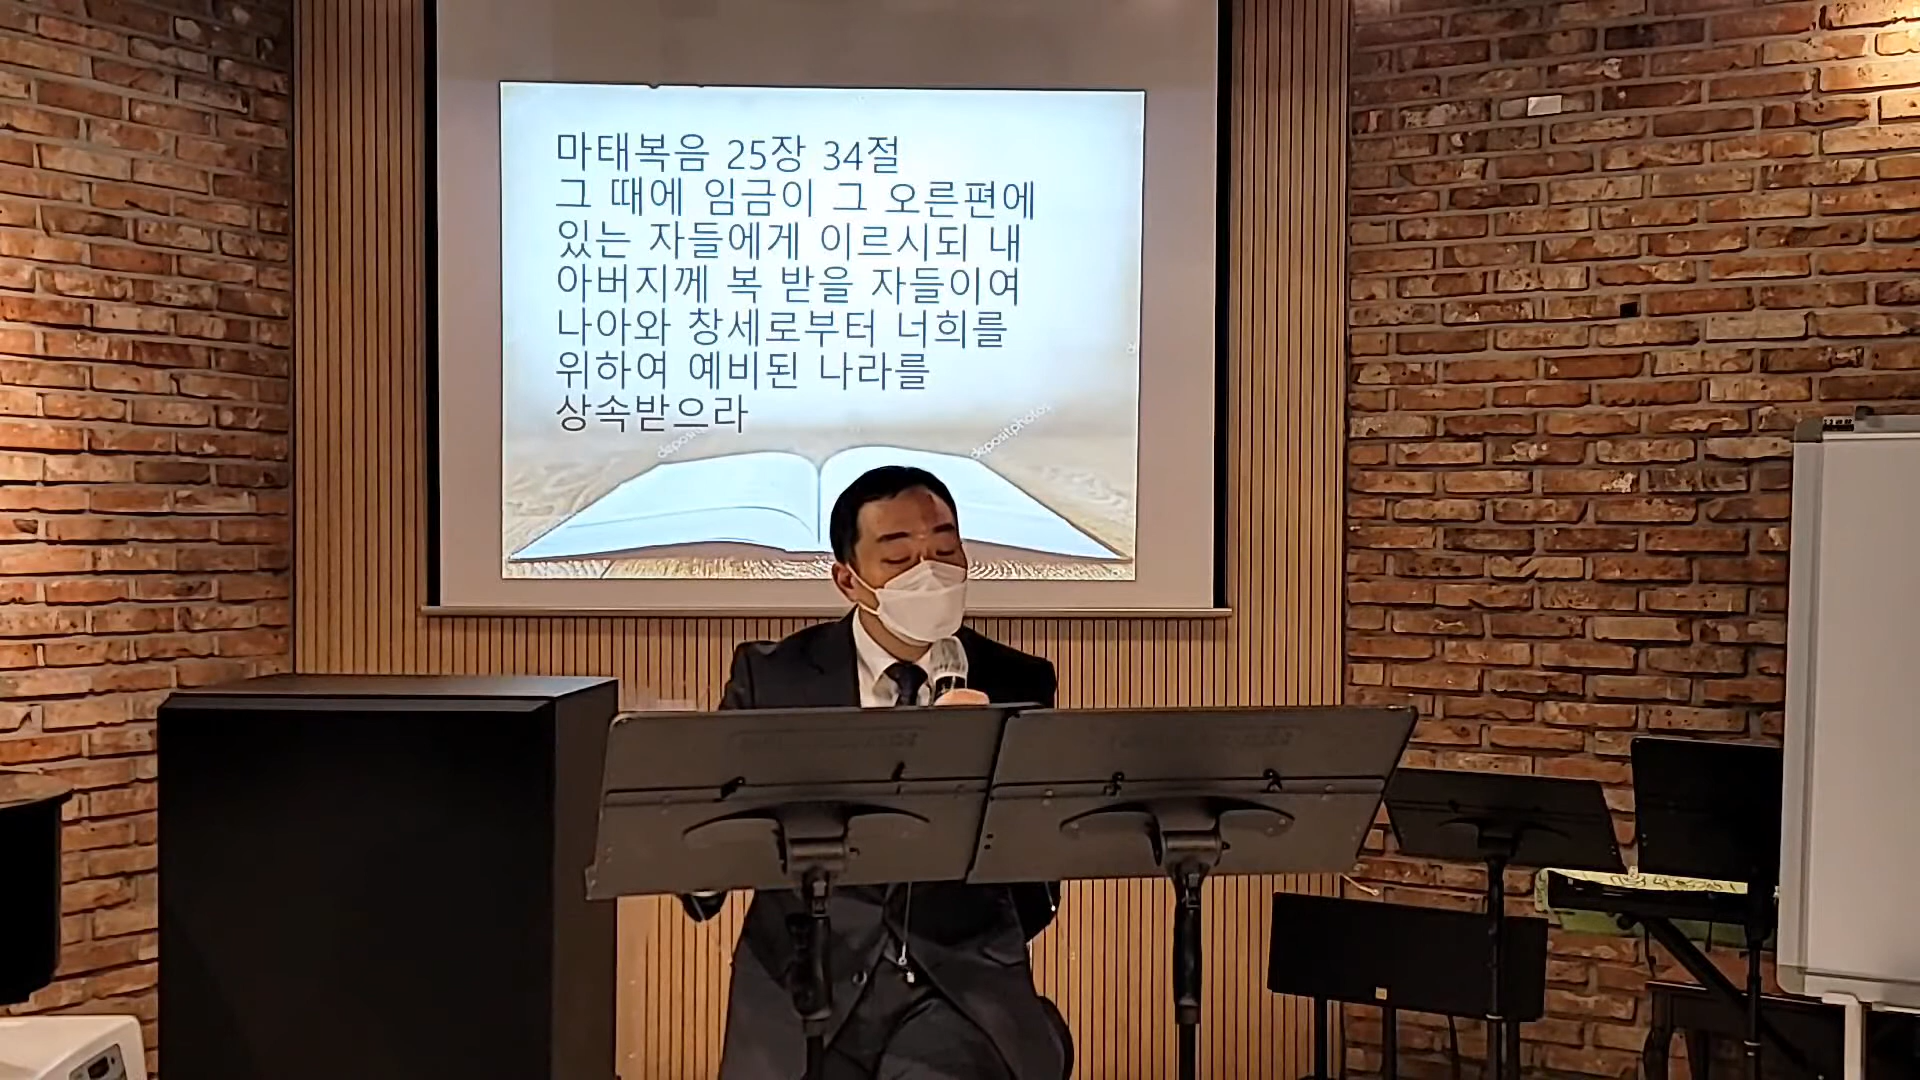 마태복음 25장 34절
그 때에 임금이 그 오른편에
있는 자들에게 이르시되 내
아버지께 복 받을 자들이여
나아와 창세로부터 너희를
위하여 예비된 나라를
상속받으라
depositphotos